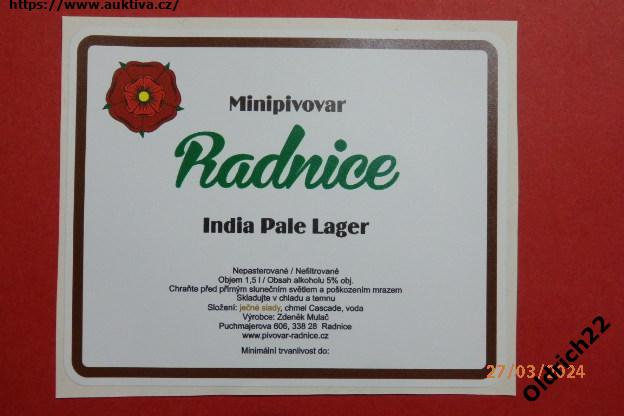 https://www.auktiva.cz/
Minipivovar
Radnice
India Pale Lager
Nepasterované / Nefiltrované
Objem 1,5 l / Obsah alkoholu 5% obj.
Chraňte před přímým slunečním světlem a poškozením mrazem
Skladujte v chladu a temnu
Složení: ječné slady, chmel Cascade, voda
Výrobce: Zdeněk Mulač
Puchmajerova 606, 338 28 Radnice
www.pivovar-radnice.cz
Minimální trvanlivost do:
27/03/2024
Oldrich22